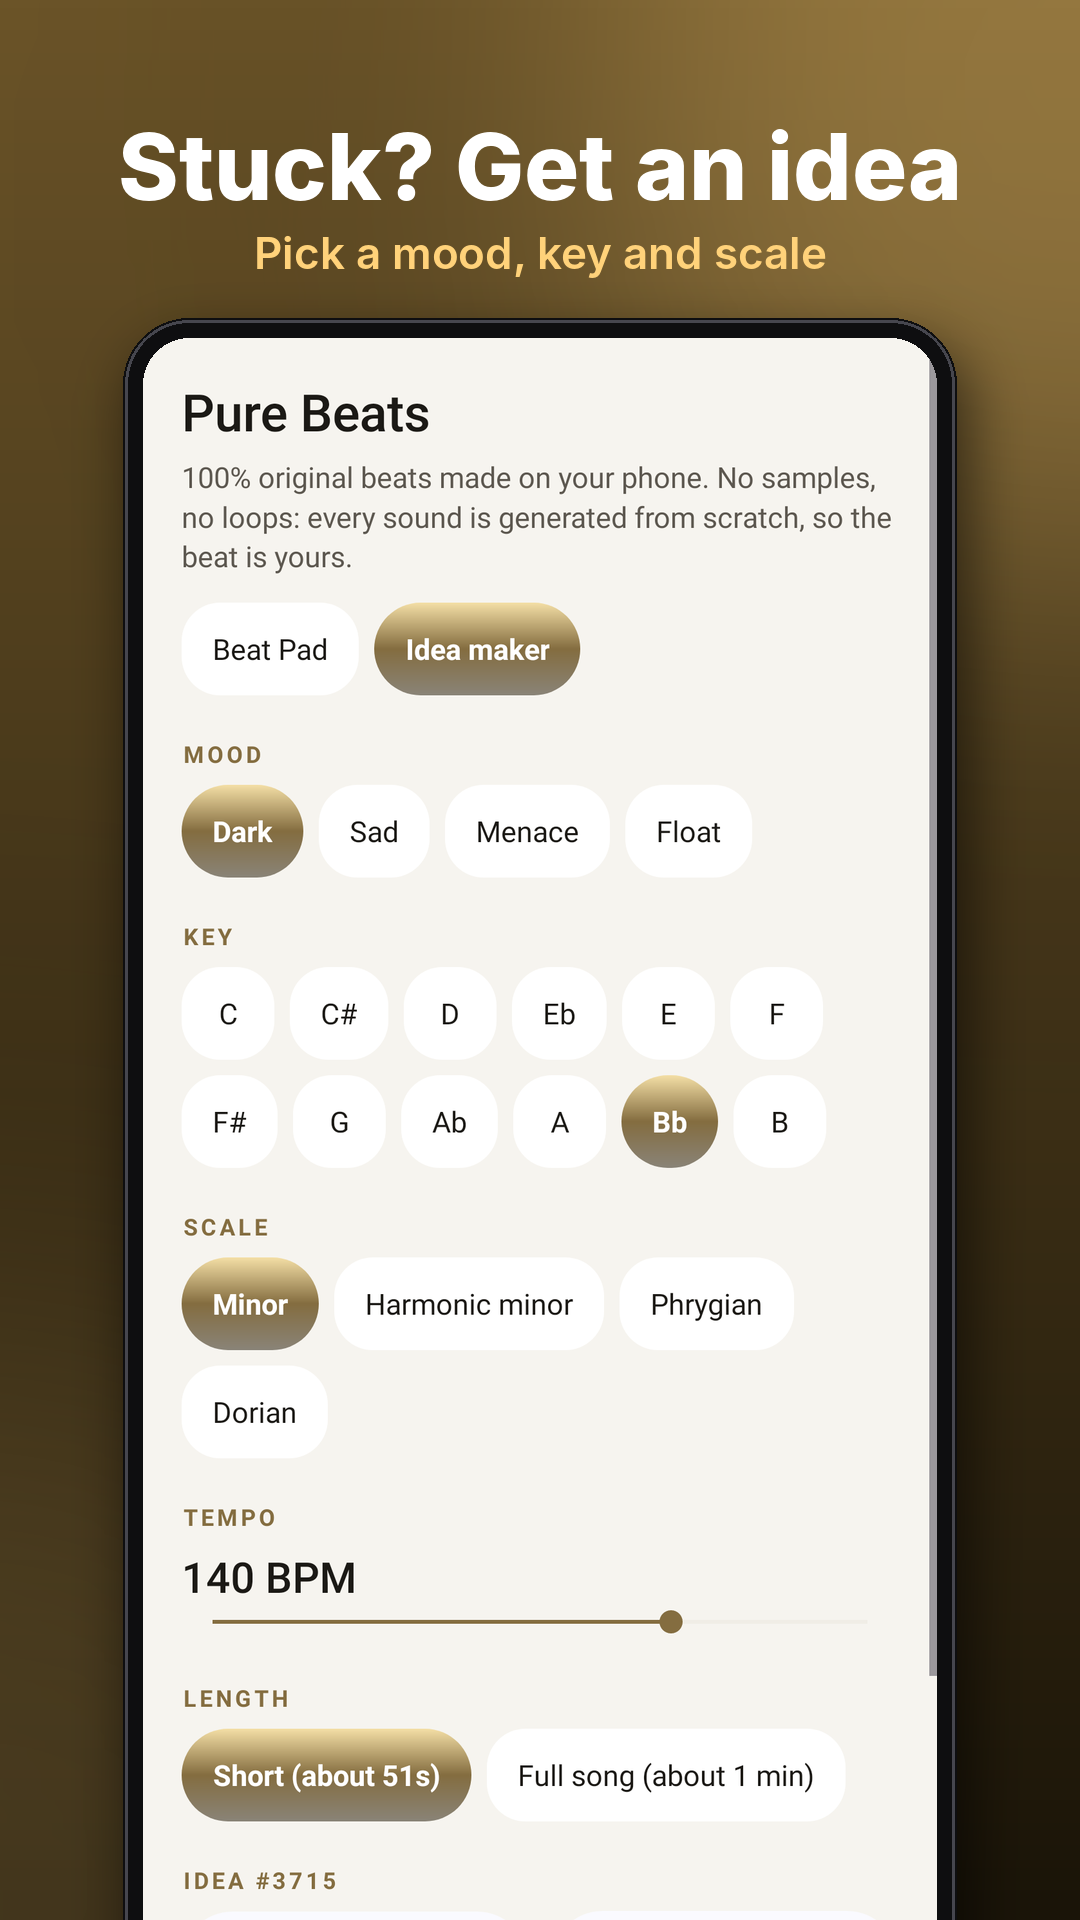 Stuck? Get an idea
Pick a mood, key and scale
Pure Beats
100% original beats made on your phone. No samples,
no loops: every sound is generated from scratch, so the
beat is yours.
Beat Pad Idea maker
MOOD
Dark Sad Menace Float
KEY
C C# D Eb E F
F# G Ab A Bb B
SCALE
Minor Harmonic minor Phrygian
Dorian
TEMPO
140 BPM
LENGTH
Short (about 51s) Full song (about 1 min)
IDEA #3715